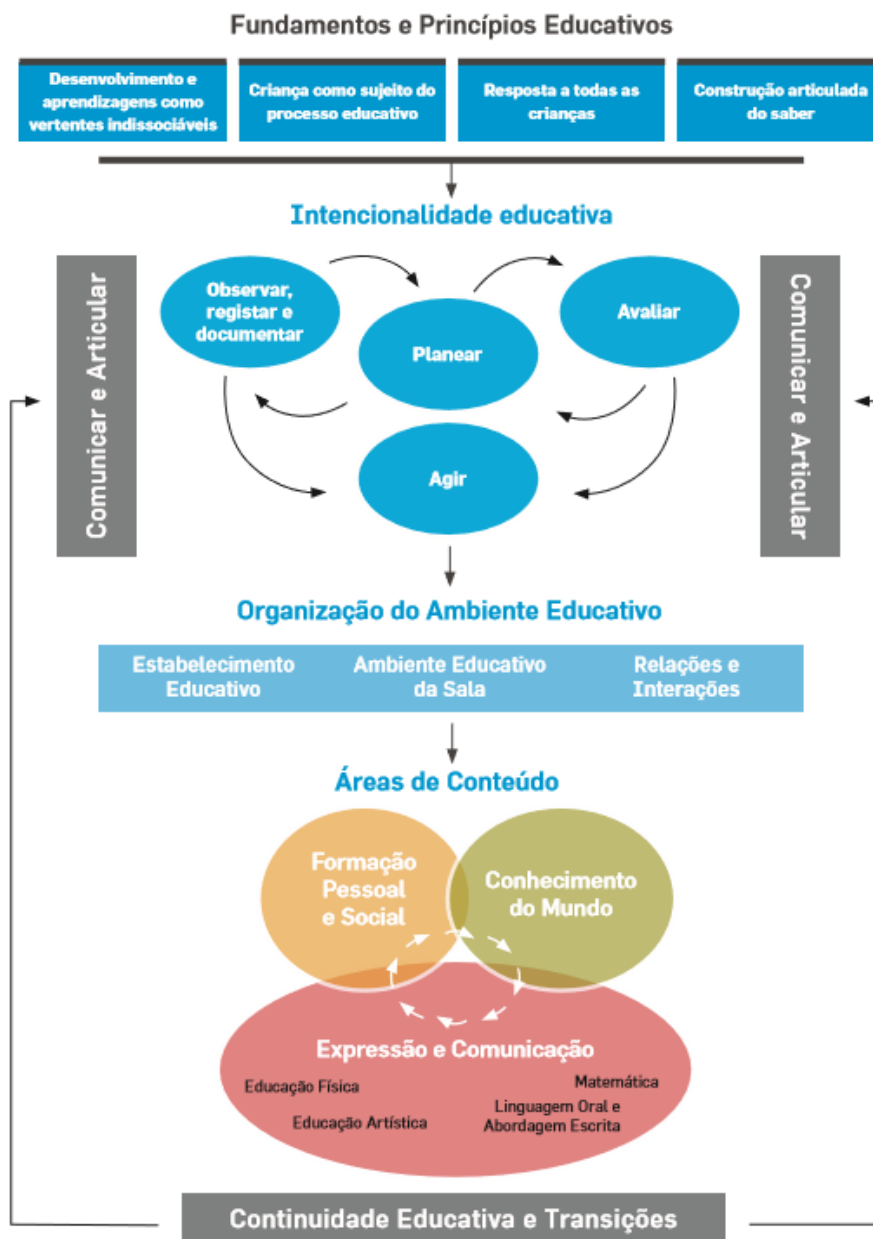 Fundamentos e Princípios Educativos
Desenvolvimento e
aprendizagens como
vertentes indissociáveis
Criança como sujeito do
processo educativo
Resposta a todas as
crianças
Construção articulada
do saber
Intencionalidade educativa
Comunicar e Articular
Observar,
registar e
documentar
Planear
Avaliar
Agir
Comunicar e Articular
Organização do Ambiente Educativo
Estabelecimento
Educativo
Ambiente Educativo
da Sala
Relações e
Interações
Áreas de Conteúdo
Formação
Pessoal
e Social
Conhecimento
do Mundo
Expressão e Comunicação
Educação Física
Educação Artística
Matemática
Linguagem Oral e
Abordagem Escrita
Continuidade Educativa e Transições